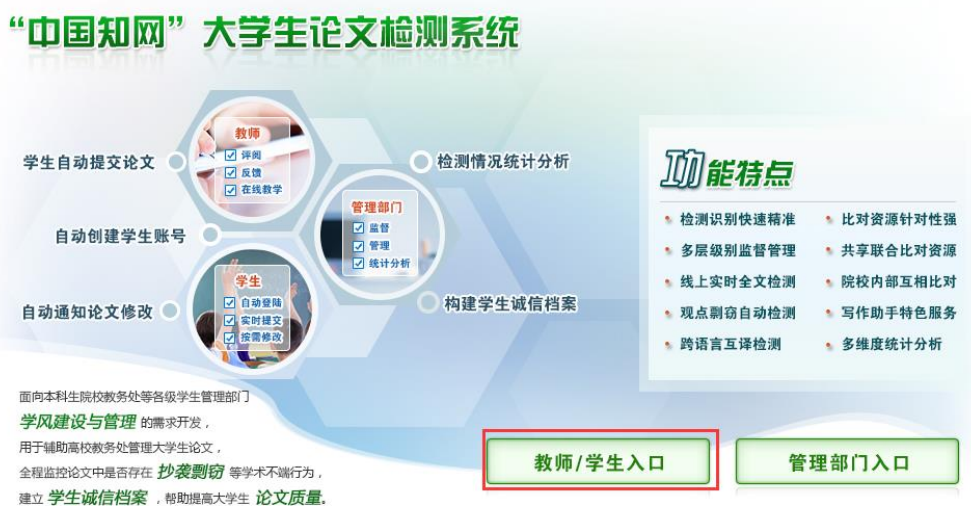 “中国知网”大学生论文检测系统
教师
评阅
反馈
在线教学
学生自动提交论文
检测情况统计分析
管理部门
监督
管理
统计分析
自动创建学生账号
学生
自动登陆
实时提交
按需修改
自动通知论文修改
构建学生诚信档案
功能特点
检测识别快速精准
比对资源针对性强
多层级别监督管理
共享联合比对资源
线上实时全文检测
院校内部互相比对
观点剽窃自动检测
写作助手特色服务
跨语言互译检测
多维度统计分析
面向本科生院校教务处等各级学生管理部门
学风建设与管理 的需求开发，
用于辅助高校教务处管理大学生论文，
全程监控论文中是否存在 抄袭剽窃 等学术不端行为，
建立 学生诚信档案 ，帮助提高大学生 论文质量。
教师/学生入口
管理部门入口